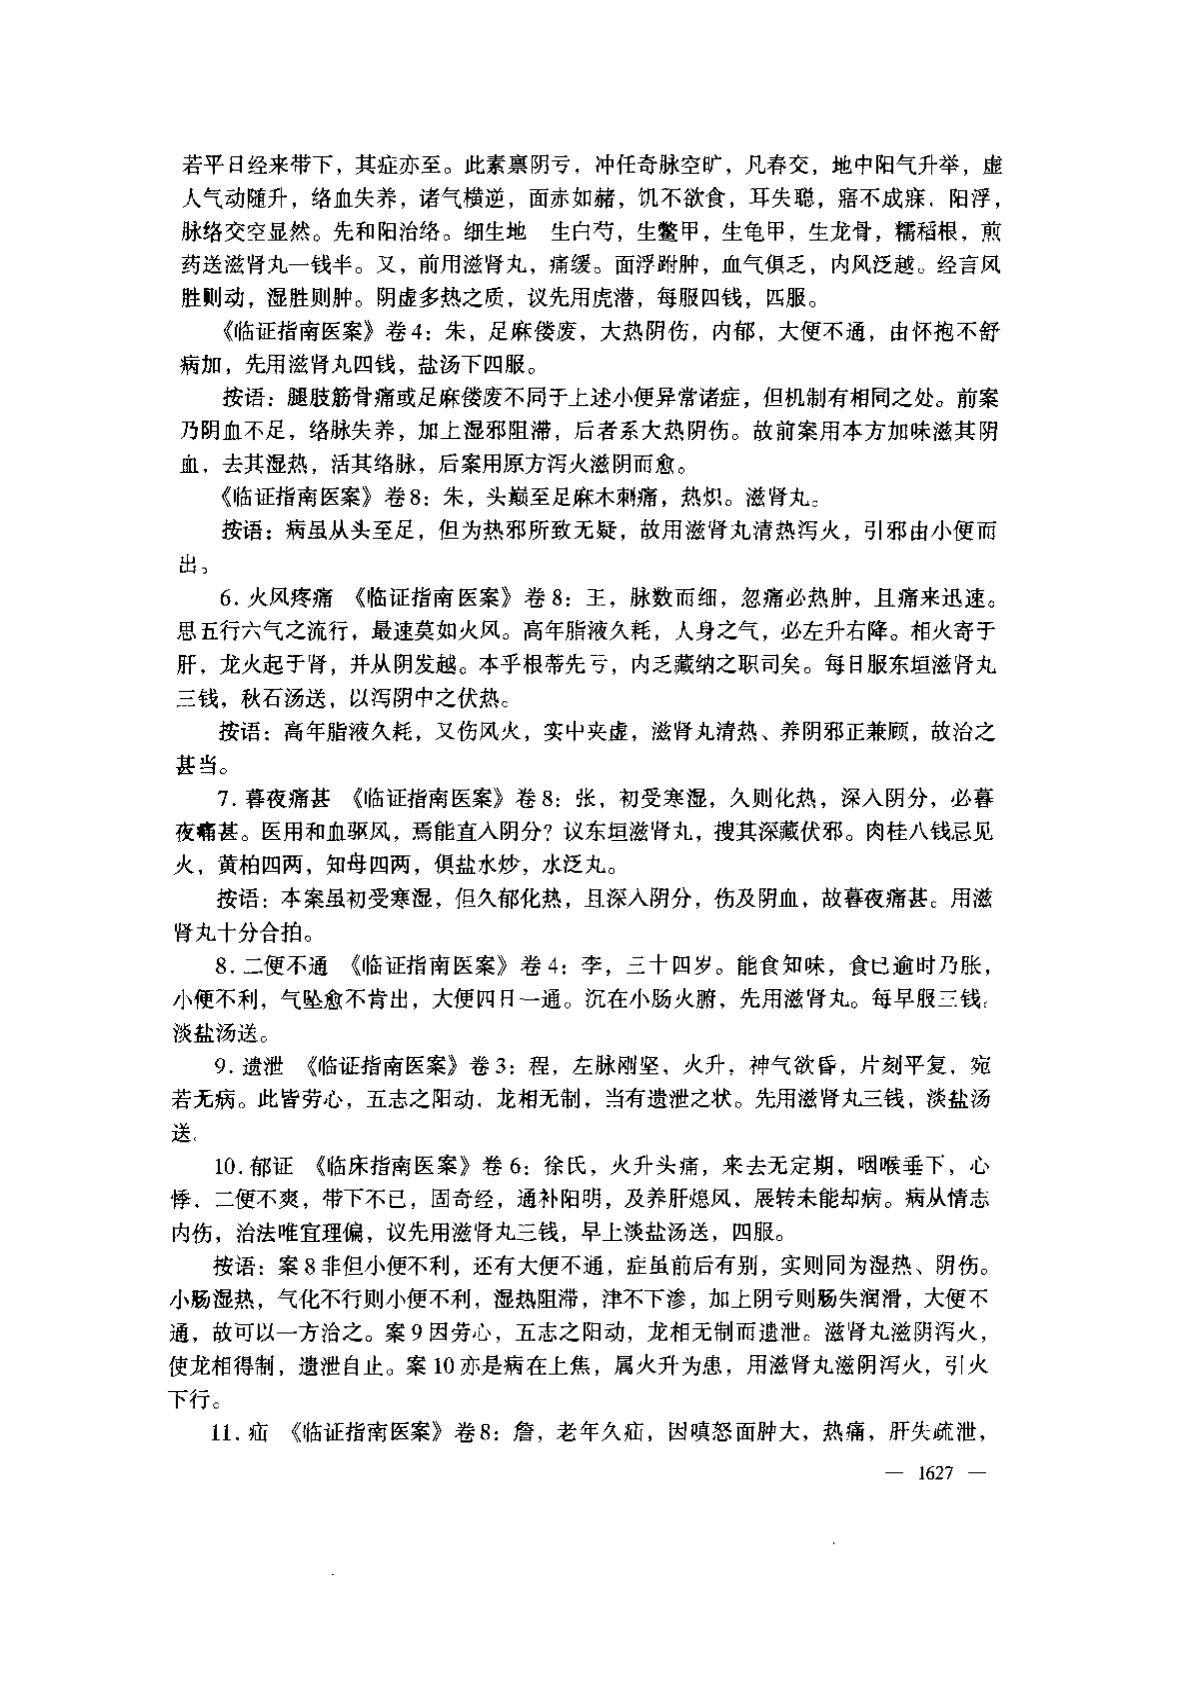 若平日经来带下，其症亦至。此素禀阴亏，冲任奇脉空旷，凡春交，地中阳气升举，虚
人气动随升，络血失养，诸气横逆，面赤如赭，饥不欲食，耳失聪，寤不成寐，阳浮，
脉络交空显然。先和阳治络。细生地　生白芍，生鳖甲，生龟甲，生龙骨，糯稻根，煎
药送滋肾丸一钱半。又，前用滋肾丸，痛缓。面浮跗肿，血气俱乏，内风泛越。经言风
胜则动，湿胜则肿。阴虚多热之质，议先用虎潜，每服四钱，匹服。
《临证指南医案》卷4：朱，足麻偻废，大热阴伤，内郁，大便不通，由怀抱不舒
病加，先用滋肾丸四钱，盐汤下四服。
按语：腿肢筋骨痛或足麻偻废不同于上述小便异常诸症，但机制有相同之处。前案
乃阴血不足，络脉失养，加上湿邪阻滞，后者系大热阴伤。故前案用本方加味滋其阴
血，去其湿热，活其络脉，后案用原方泻火滋阴而愈。
《临证指南医案》卷8：朱，头巅至足麻木刺痛，热炽。滋肾丸。
按语：病虽从头至足，但为热邪所致无疑，故用滋肾丸清热泻火，引邪由小便而
出。
6. 火风疼痛　《临证指南医案》卷8：王，脉数而细，忽痛必热肿，且痛来迅速。
思五行六气之流行，最速莫如火风。高年脂液久耗，人身之气，必左升右降。相火寄于
肝，龙火起于肾，并从阴发越。本乎根蒂先亏，内乏藏纳之职司矣。每日服东垣滋肾丸
三钱，秋石汤送，以泻阴中之伏热。
按语：高年脂液久耗，又伤风火，实中夹虚，滋肾丸清热、养阴邪正兼顾，故治之
甚当。
7. 暮夜痛甚　《临证指南医案》卷8：张，初受寒湿，久则化热，深入阴分，必暮
夜痛甚。医用和血驱风，焉能直入阴分？议东垣滋肾丸，搜其深藏伏邪。肉桂八钱忌见
火，黄柏四两，知母四两，俱盐水炒，水泛丸。
按语：本案虽初受寒湿，但久郁化热，且深入阴分，伤及阴血，故暮夜痛甚。用滋
肾丸十分合拍。
8. 二便不通　《临证指南医案》卷4：李，三十四岁。能食知味，食已逾时乃胀，
小便不利，气坠愈不肯出，大便四日一通。沉在小肠火腑，先用滋肾丸。每早服三钱，
淡盐汤送。
9. 遗泄　《临证指南医案》卷3：程，左脉刚坚，火升，神气欲昏，片刻平复，宛
若无病。此皆劳心，五志之阳动，龙相无制，当有遗泄之状。先用滋肾丸三钱，淡盐汤
送。
10. 郁证　《临床指南医案》卷6：徐氏，火升头痛，来去无定期，咽喉垂下，心
悸，二便不爽，带下不已，固奇经，通补阳明，及养肝熄风，展转未能却病。病从情志
内伤，治法唯宜理偏，议先用滋肾丸三钱，早上淡盐汤送，四服。
按语：案8非但小便不利，还有大便不通，症虽前后有别，实则同为湿热、阴伤。
小肠湿热，气化不行则小便不利，湿热阻滞，津不下渗，加上阴亏则肠失润滑，大便不
通，故可以一方治之。案9因劳心，五志之阳动，龙相无制而遗泄。滋肾丸滋阴泻火，
使龙相得制，遗泄自止。案10亦是病在上焦，属火升为患，用滋肾丸滋阴泻火，引火
下行。
11. 疝　《临证指南医案》卷8：詹，老年久疝，因嗔怒面肿大，热痛，肝失疏泄，
— 1627 —